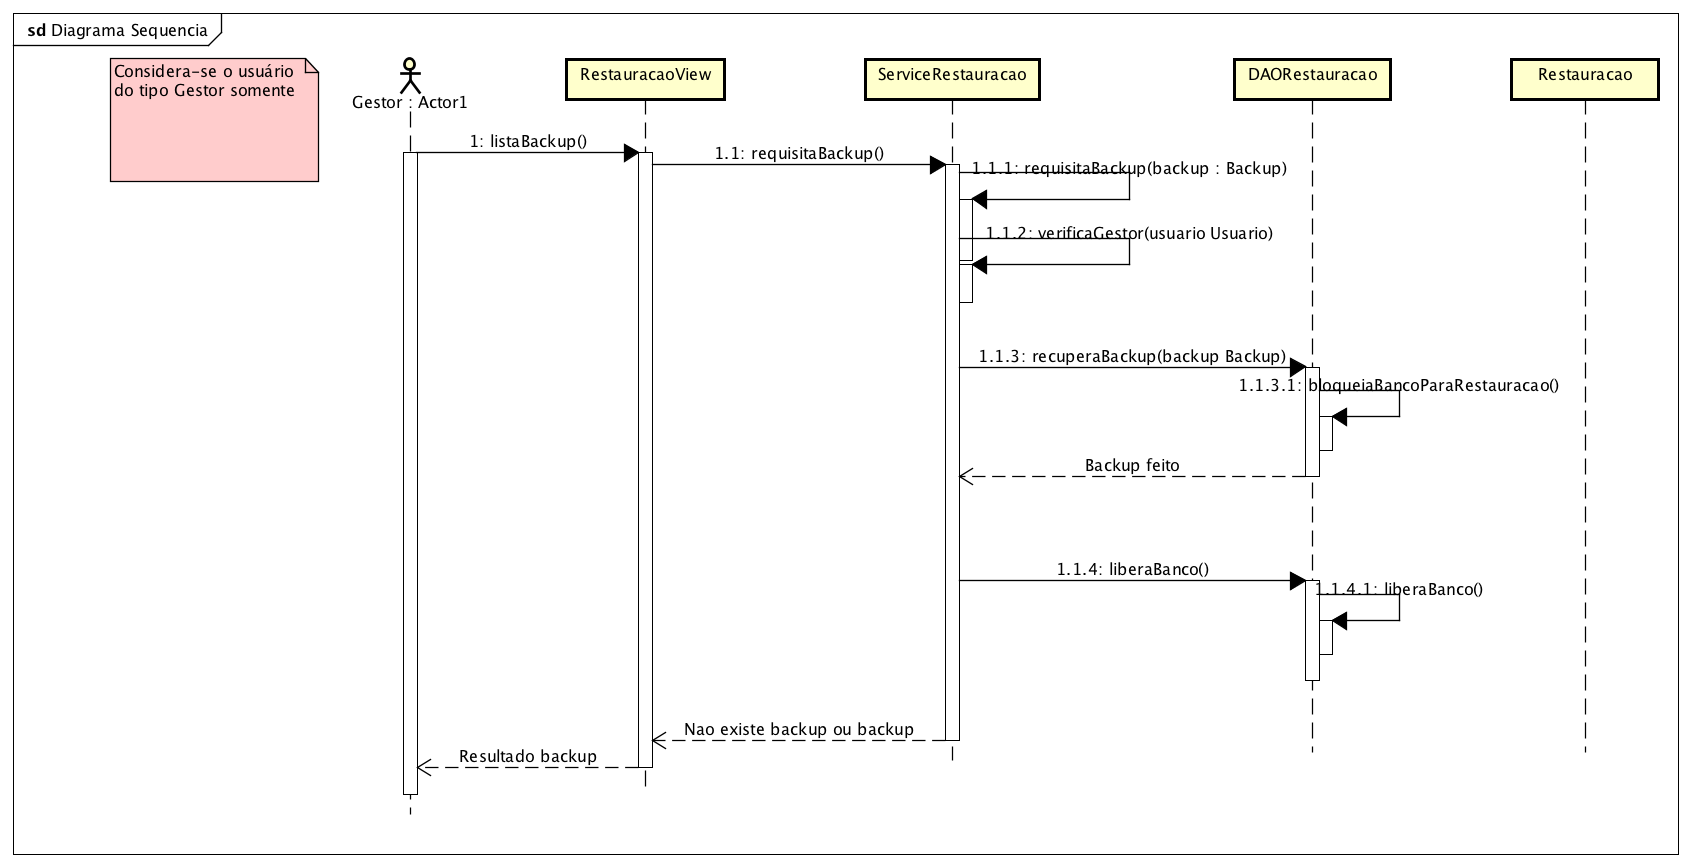 sd Diagrama Sequencia
Considera-se o usuário
do tipo Gestor somente
Gestor : Actor1
RestauracaoView
ServiceRestauracao
DAORestauracao
Restauracao
1: listaBackup()
1.1: requisitaBackup()
1.1.1: requisitaBackup(backup : Backup)
1.1.2: verificaGestor(usuario Usuario)
1.1.3: recuperaBackup(backup Backup)
1.1.3.1: bloqueiaBancoParaRestauracao()
Backup feito
1.1.4: liberaBanco()
1.1.4.1: liberaBanco()
Nao existe backup ou backup
Resultado backup